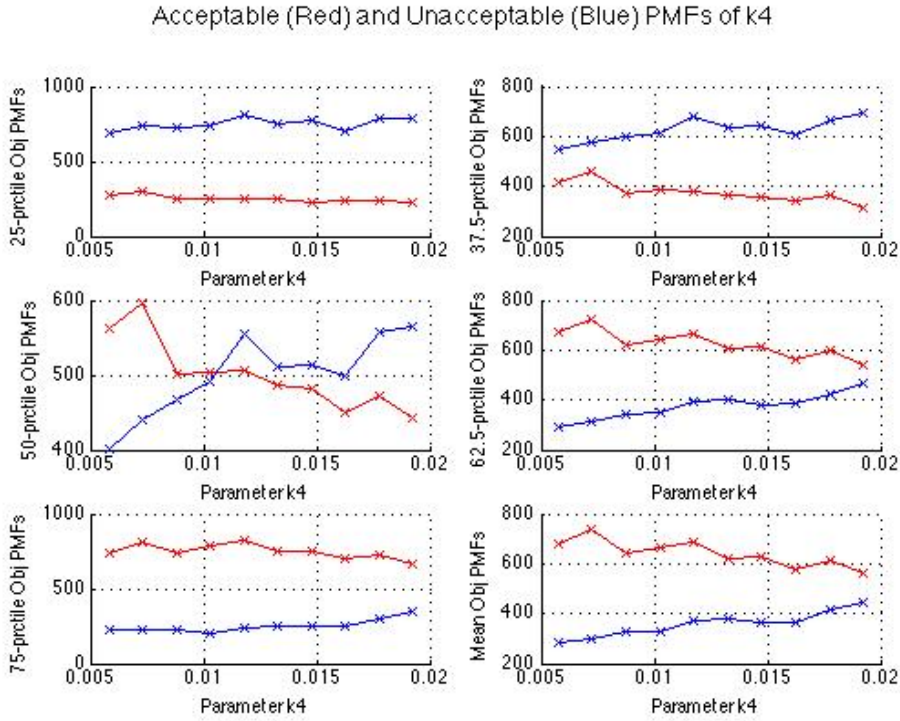 Acceptable (Red) and Unacceptable (Blue) PMFs of k4
25-prctile Obj PMFs
1000
500
0
0.005 0.01 0.015 0.02
Parameter k4
37.5-prctile Obj PMFs
800
600
400
200
0.005 0.01 0.015 0.02
Parameter k4
50-prctile Obj PMFs
600
500
400
0.005 0.01 0.015 0.02
Parameter k4
62.5-prctile Obj PMFs
800
600
400
200
0.005 0.01 0.015 0.02
Parameter k4
75-prctile Obj PMFs
1000
500
0
0.005 0.01 0.015 0.02
Parameter k4
Mean Obj PMFs
800
600
400
200
0.005 0.01 0.015 0.02
Parameter k4